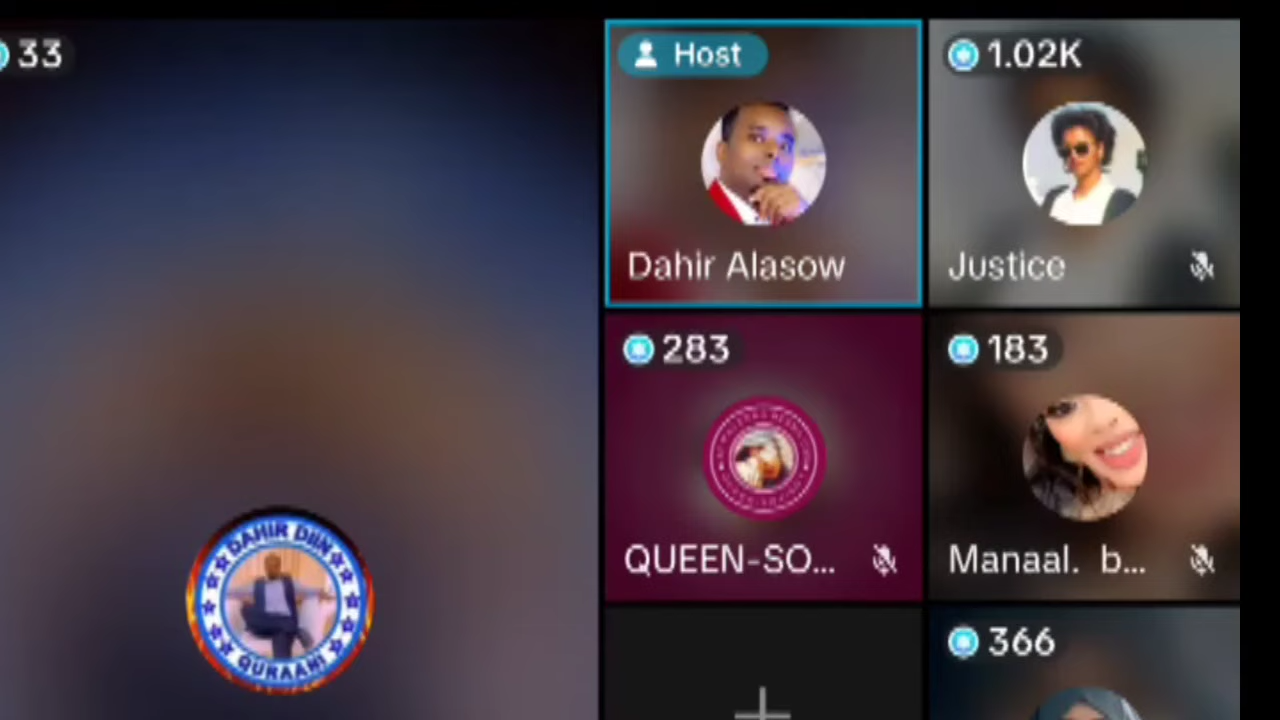 33
Host
1.02K
Dahir Alasow
Justice
283
183
QUEEN-SO...
Manaal. b...
DAHIR DIIN
QURAANI
366